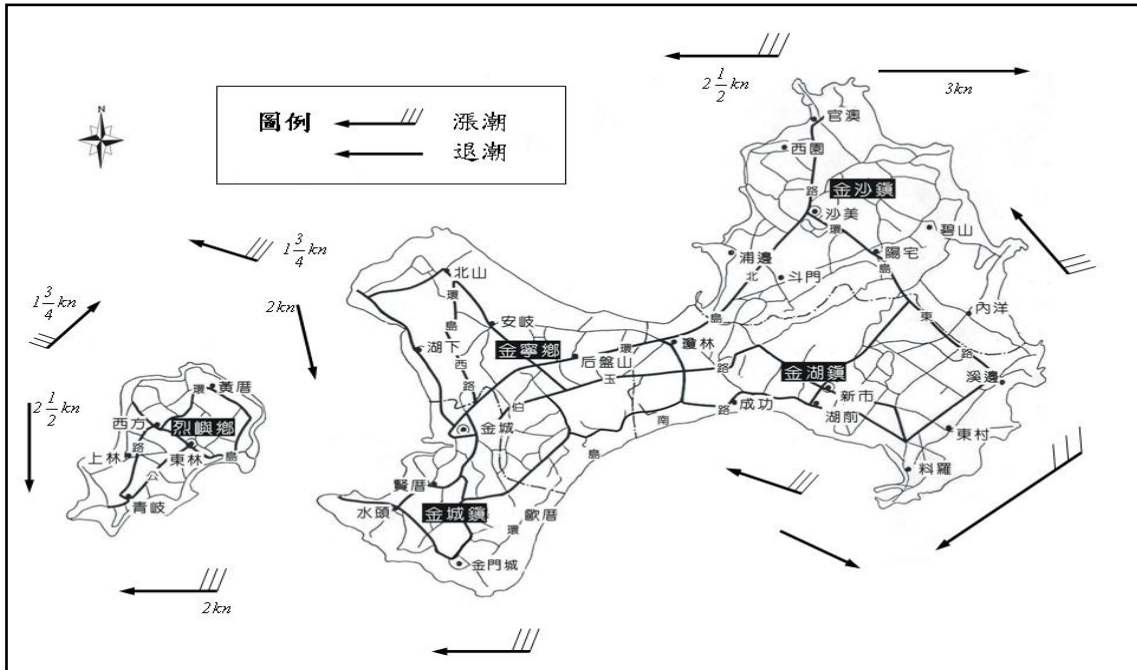 2 1/2 kn
3kn
N
圖例
漲潮
退潮
官澳
西園
金沙鎮
路
沙美
環
碧山
陽宅
浦邊
斗門
北
島
島
東
內洋
路
溪邊
1 3/4 kn
1 3/4 kn
2kn
北山
環
島
安岐
湖下
西
金寧鄉
路
后盤山
環
瓊林
玉
路
伯
金湖鎮
新市
成功
湖前
路
南
島
東村
料羅
金城
2 1/2 kn
環
黃厝
西方
烈嶼鄉
路
上林
東林
島
公
青岐
賢厝
水頭
金城鎮
環
歐厝
金門城
2kn